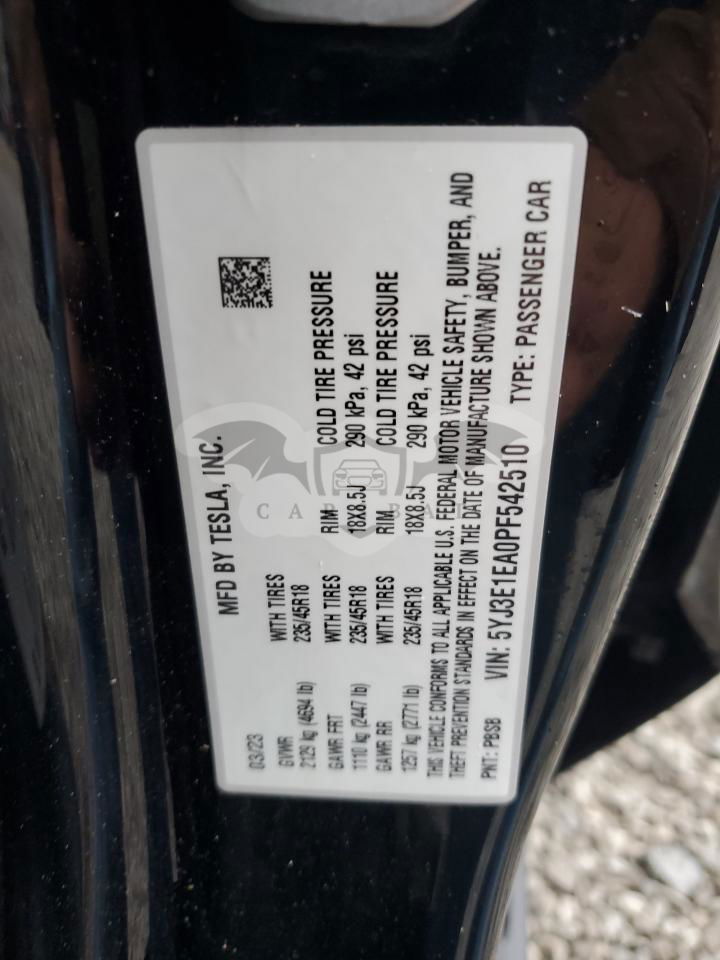 MFD BY TESLA, INC.
03/23
GVWR
2129 kg (4694 lb) WITH TIRES 235/45R18
GAWR FRT WITH TIRES RIM COLD TIRE PRESSURE
1110 kg (2447 lb) 235/45R18 18X8.5J 290 kPa, 42 psi
GAWR RR WITH TIRES RIM COLD TIRE PRESSURE
1257 kg (2771 lb) 235/45R18 18X8.5J 290 kPa, 42 psi
THIS VEHICLE CONFORMS TO ALL APPLICABLE U.S. FEDERAL MOTOR VEHICLE SAFETY, BUMPER, AND
THEFT PREVENTION STANDARDS IN EFFECT ON THE DATE OF MANUFACTURE SHOWN ABOVE.
PNT: PBSB VIN: 5YJ3E1EA0PF542510 TYPE: PASSENGER CAR